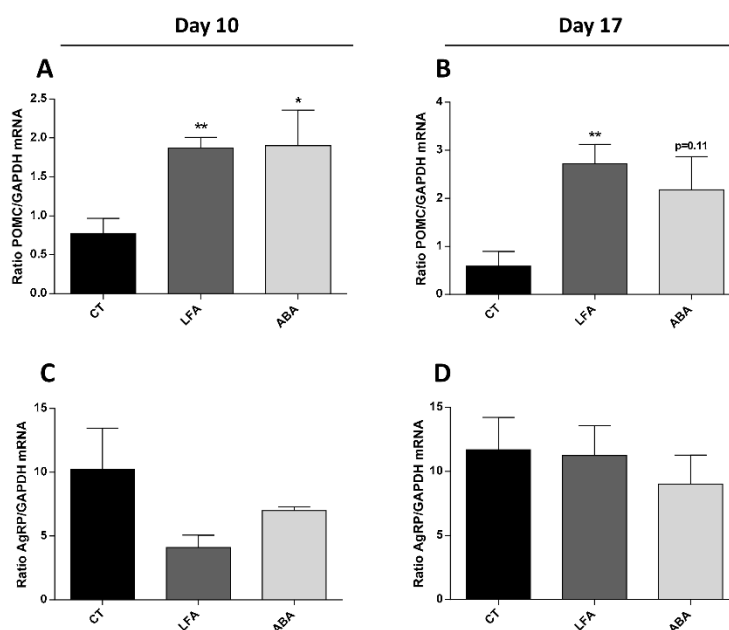 Day 10
Day 17
A
Ratio POMC/GAPDH mRNA
2.5
2.0
1.5
1.0
0.5
0.0
**
*
CT
LFA
ABA
B
Ratio POMC/GAPDH mRNA
4
3
2
1
0
**
p=0.11
CT
LFA
ABA
C
Ratio AgRP/GAPDH mRNA
15
10
5
0
CT
LFA
ABA
D
Ratio AgRP/GAPDH mRNA
15
10
5
0
CT
LFA
ABA